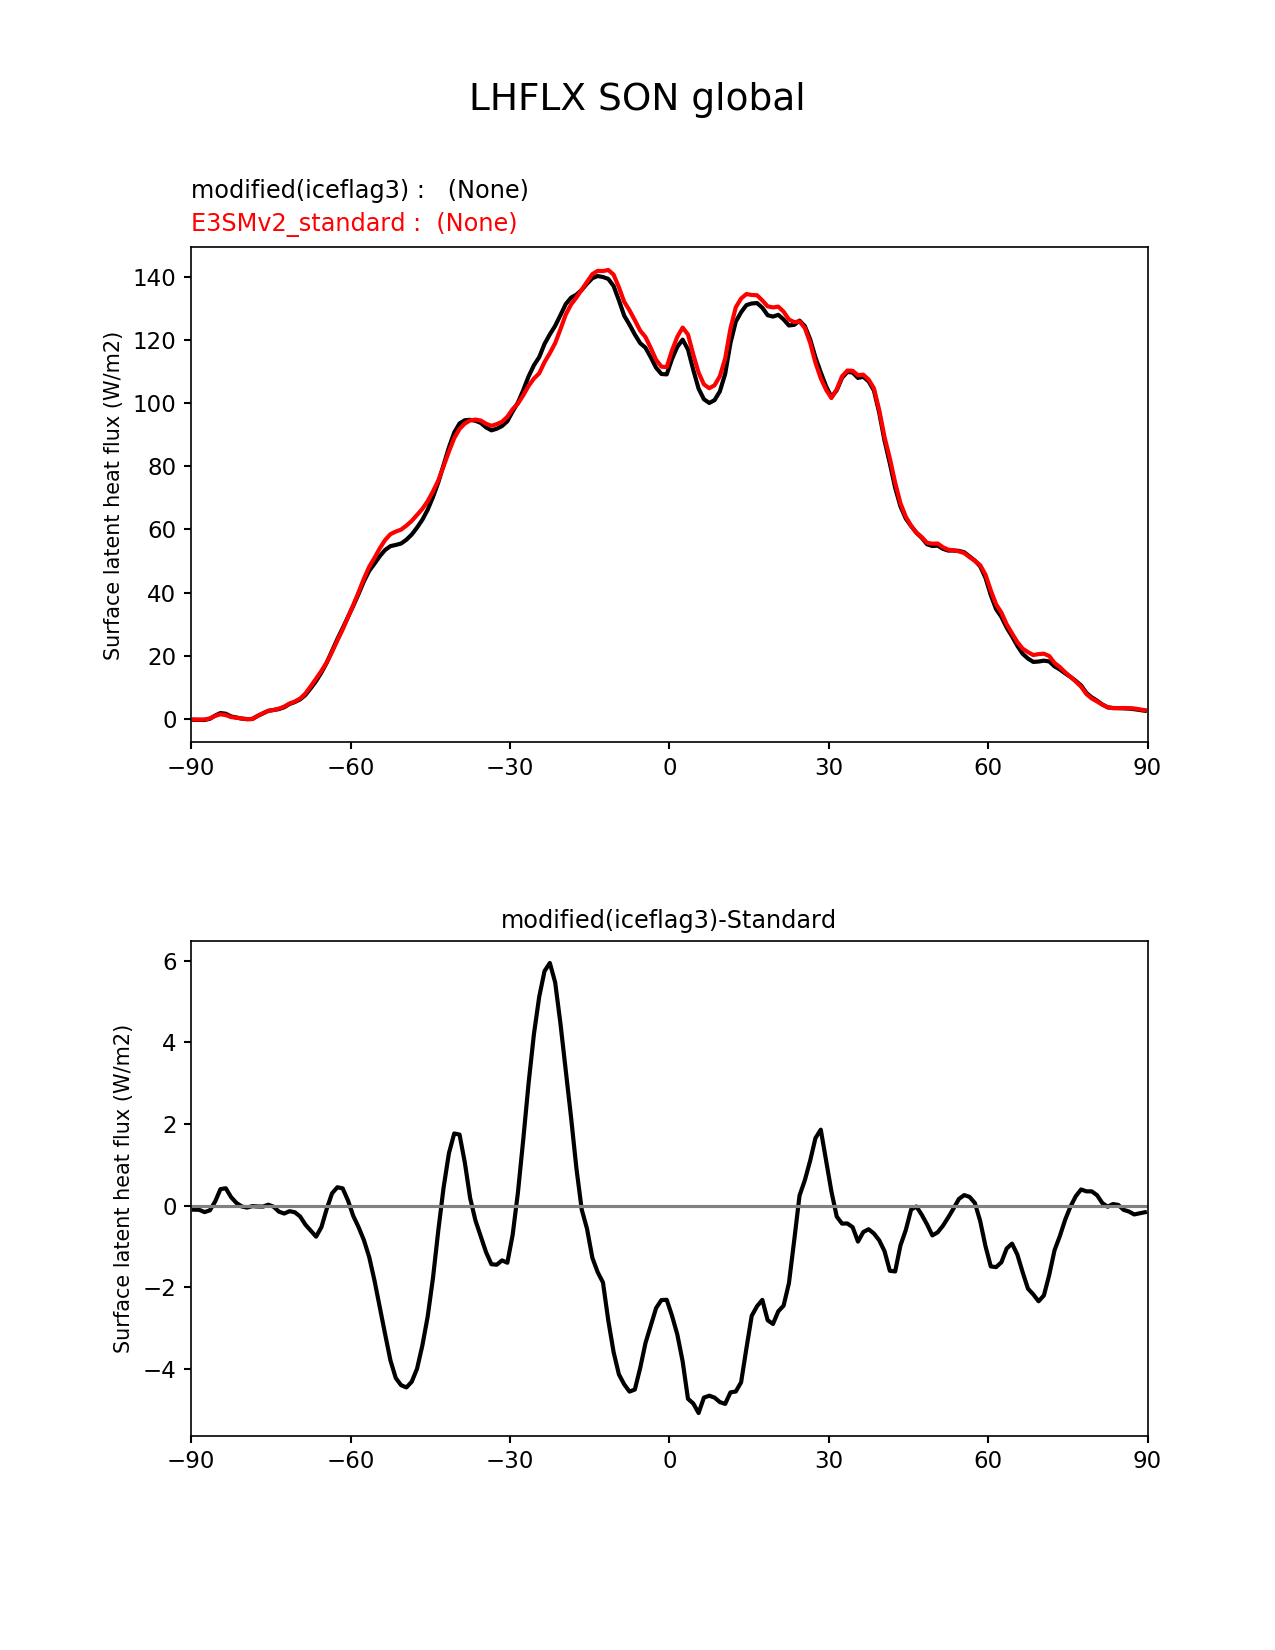 LHFLX SON global
modified(iceflag3) :   (None)
E3SMv2_standard :  (None)
Surface latent heat flux (W/m2)
140
120
100
80
60
40
20
0
−90 −60 −30 0 30 60 90
modified(iceflag3)-Standard
Surface latent heat flux (W/m2)
6
4
2
0
−2
−4
−90 −60 −30 0 30 60 90